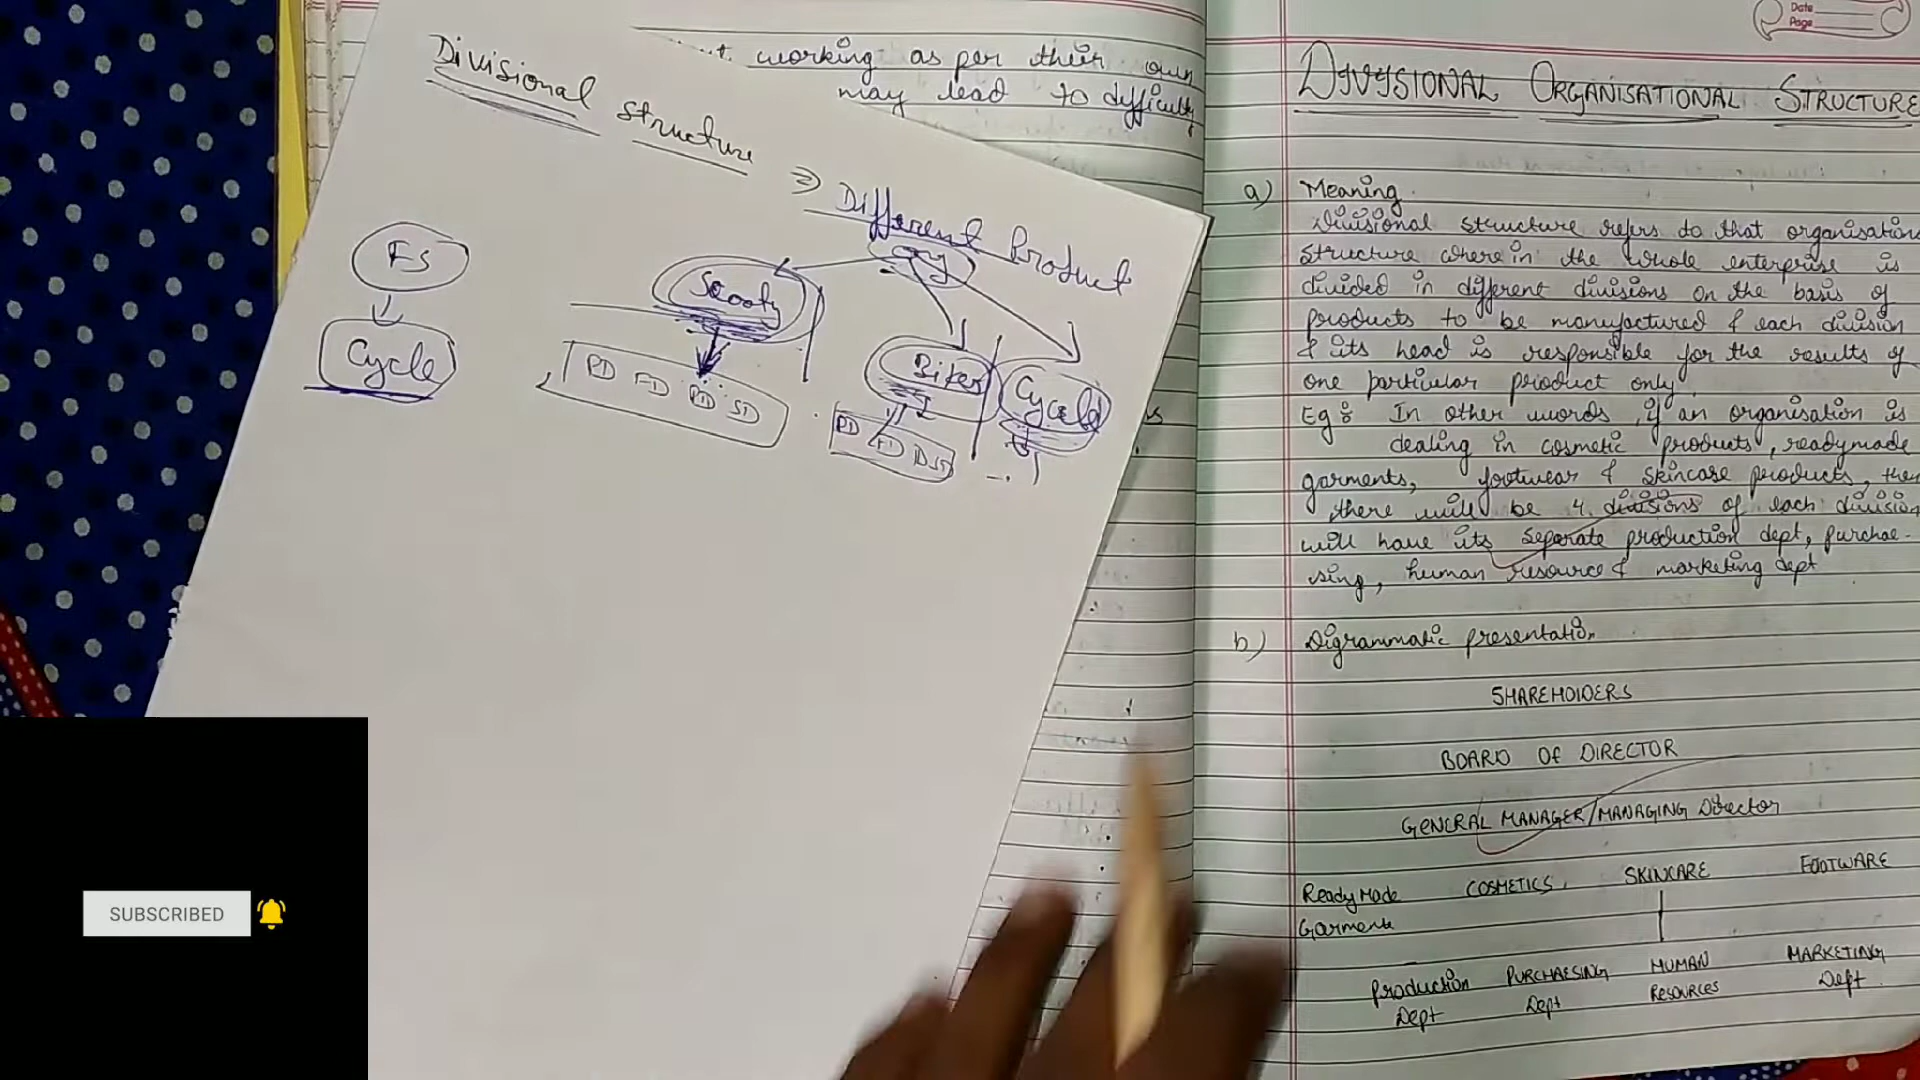 Divisional Structure ⇒ Different Product
FS
Cycle
Scooty
PD FD PD SD
Bikes
PD FD
Cycle
working as per their own
may lead to difficulty
Date
Page
DIVISIONAL ORGANISATIONAL STRUCTURE
a) Meaning
Divisional structure refers to that organisation
structure where in the whole enterprise is
divided in different divisions on the basis of
products to be manufactured & each division
& its head is responsible for the results of
one particular product only.
Eg: In other words, if an organisation is
dealing in cosmetic products, readymade
garments, footwear & skincase products, then
there will be 4 divisions of each division
will have its separate production dept, purchae-
sing, human resource & marketing dept
b) Digrammatic presentation
SHAREHOLDERS
BOARD OF DIRECTOR
GENERAL MANAGER/MANAGING Director
Ready Made COSMETICS, SKINCARE FOOTWARE
Garments
Production PURCHAESING HUMAN MARKETING
Dept Dept RESOURCES Dept
SUBSCRIBED